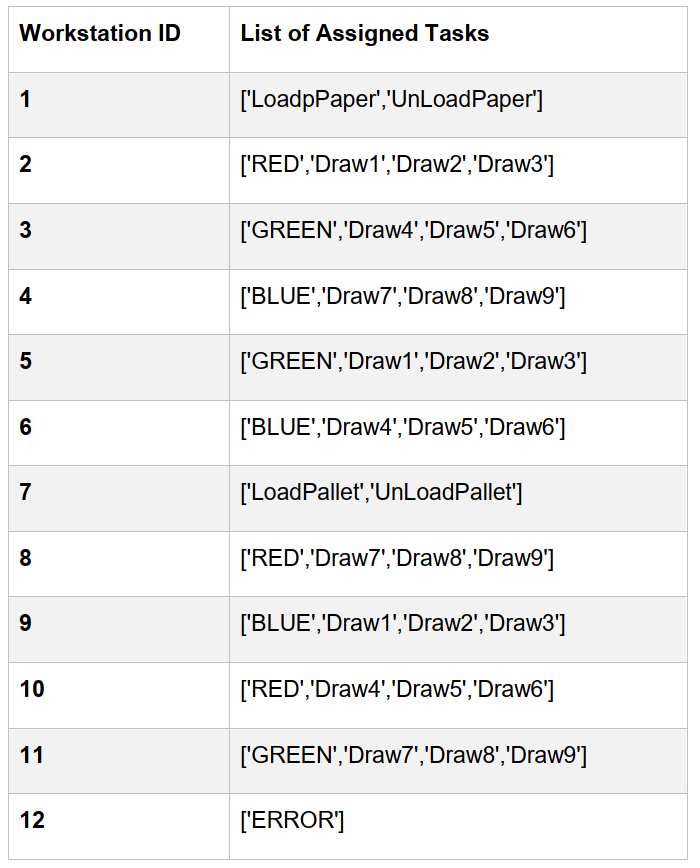 Workstation ID List of Assigned Tasks
1 ['LoadpPaper','UnLoadPaper']
2 ['RED','Draw1','Draw2','Draw3']
3 ['GREEN','Draw4','Draw5','Draw6']
4 ['BLUE','Draw7','Draw8','Draw9']
5 ['GREEN','Draw1','Draw2','Draw3']
6 ['BLUE','Draw4','Draw5','Draw6']
7 ['LoadPallet','UnLoadPallet']
8 ['RED','Draw7','Draw8','Draw9']
9 ['BLUE','Draw1','Draw2','Draw3']
10 ['RED','Draw4','Draw5','Draw6']
11 ['GREEN','Draw7','Draw8','Draw9']
12 ['ERROR']